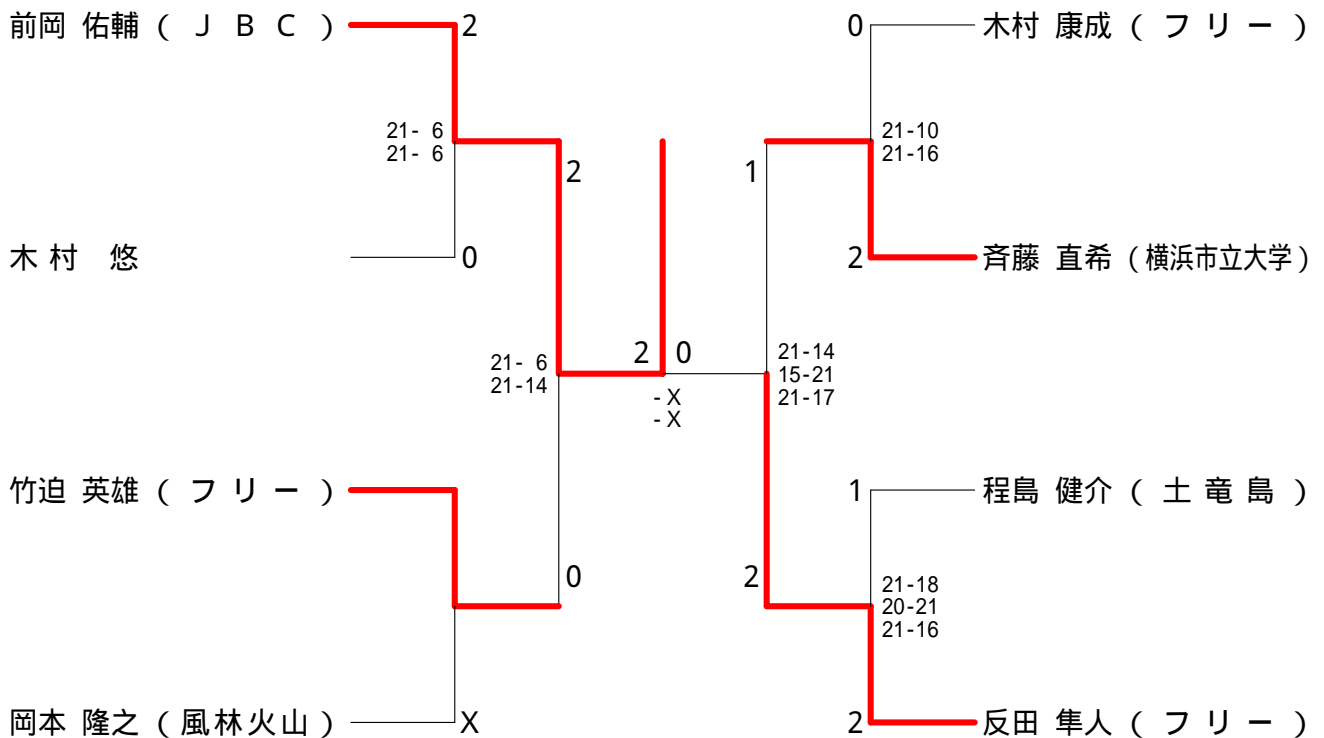 前岡 佑輔 ( Ｊ Ｂ Ｃ ) 2 0 木村 康成 ( フ リ ー )
21- 6 21-10
21- 6 21-16
2 1
木 村 悠 0 2 斉藤 直希 (横浜市立大学)
21- 6 2 0 21-14
21-14 15-21
-X 21-17
-X
竹迫 英雄 ( フ リ ー ) 1 程島 健介 ( 土 竜 島 )
0 2 21-18
20-21
21-16
岡本 隆之 ( 風林火山 ) X 2 反田 隼人 ( フ リ ー )